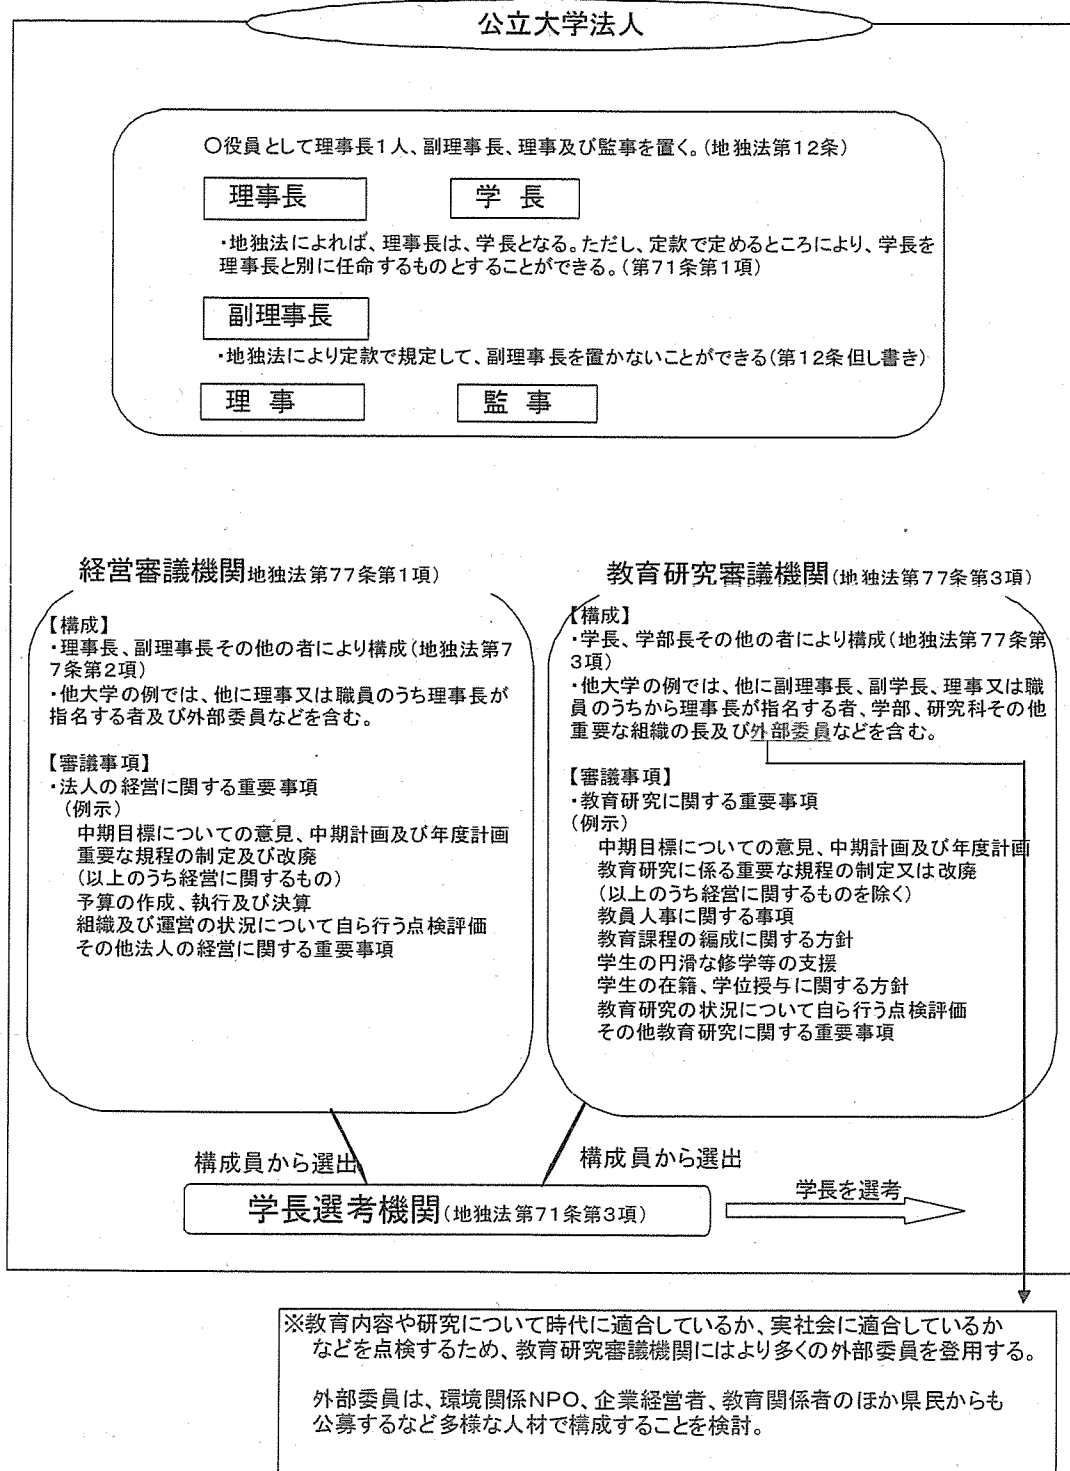 公立大学法人
○役員として理事長1人、副理事長、理事及び監事を置く。(地独法第12条)
理事長
学 長
・地独法によれば、理事長は、学長となる。ただし、定款で定めるところにより、学長を
理事長と別に任命するものとすることができる。(第71条第1項)
副理事長
・地独法により定款で規定して、副理事長を置かないことができる(第12条但し書き)
理 事
監 事
経営審議機関地独法第77条第1項)
【構成】
・理事長、副理事長その他の者により構成(地独法第7
7条第2項)
・他大学の例では、他に理事又は職員のうち理事長が
指名する者及び外部委員などを含む。
【審議事項】
・法人の経営に関する重要事項
(例示)
中期目標についての意見、中期計画及び年度計画
重要な規程の制定及び改廃
(以上のうち経営に関するもの)
予算の作成、執行及び決算
組織及び運営の状況について自ら行う点検評価
その他法人の経営に関する重要事項
教育研究審議機関(地独法第77条第3項)
【構成】
・学長、学部長その他の者により構成(地独法第77条第
3項)
・他大学の例では、他に副理事長、副学長、理事又は職
員のうちから理事長が指名する者、学部、研究科その他
重要な組織の長及び外部委員などを含む。
【審議事項】
・教育研究に関する重要事項
(例示)
中期目標についての意見、中期計画及び年度計画
教育研究に係る重要な規程の制定又は改廃
(以上のうち経営に関するものを除く)
教員人事に関する事項
教育課程の編成に関する方針
学生の円滑な修学等の支援
学生の在籍、学位授与に関する方針
教育研究の状況について自ら行う点検評価
その他教育研究に関する重要事項
構成員から選出
構成員から選出
学長選考機関(地独法第71条第3項)
学長を選考
※教育内容や研究について時代に適合しているか、実社会に適合しているか
などを点検するため、教育研究審議機関にはより多くの外部委員を登用する。
外部委員は、環境関係NPO、企業経営者、教育関係者のほか県民からも
公募するなど多様な人材で構成することを検討。